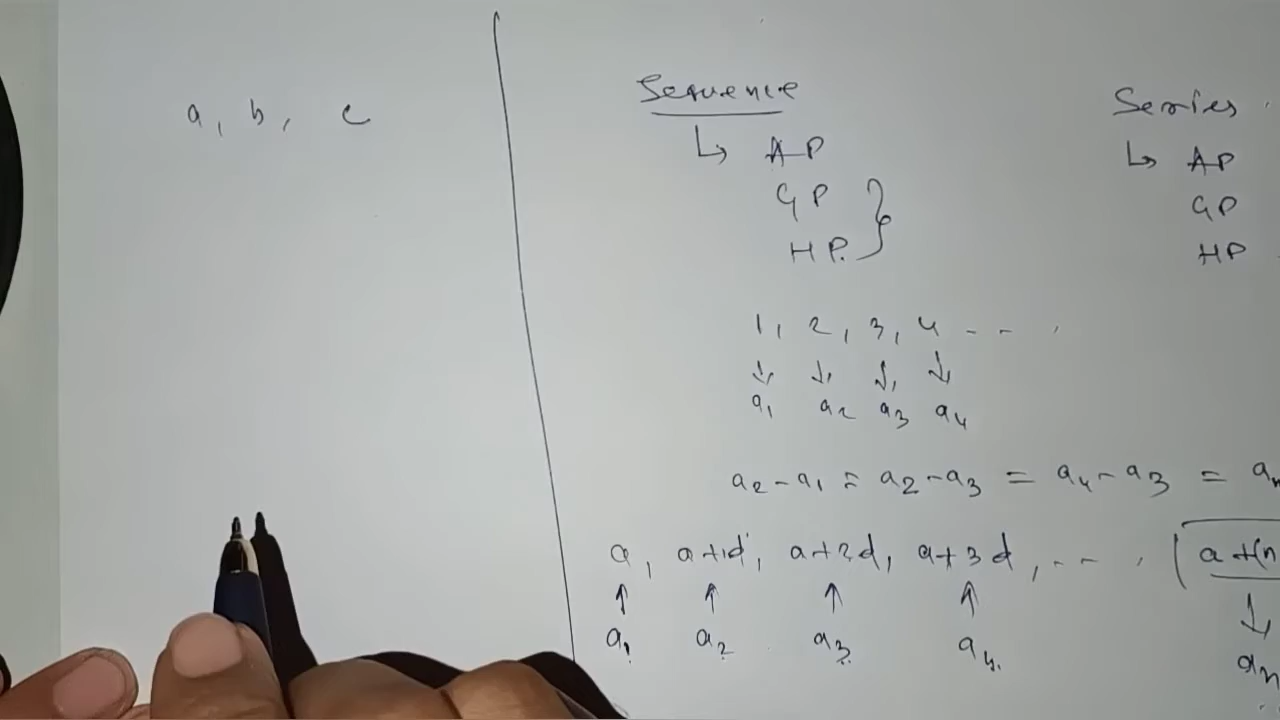 a, b, c
Sequence
↳ AP
GP
HP.
Series
↳ AP
GP
HP
1, 2, 3, 4 - - .
↓ ↓ ↓ ↓
a₁ a₂ a₃ a₄
a₂-a₁ = a₂-a₃ = a₄-a₃ = a
a, a+1d, a+2d, a+3d, .-- . a+(n
↑ ↑ ↑ ↑ ↓
a₁ a₂ a₃ a₄. aₙ